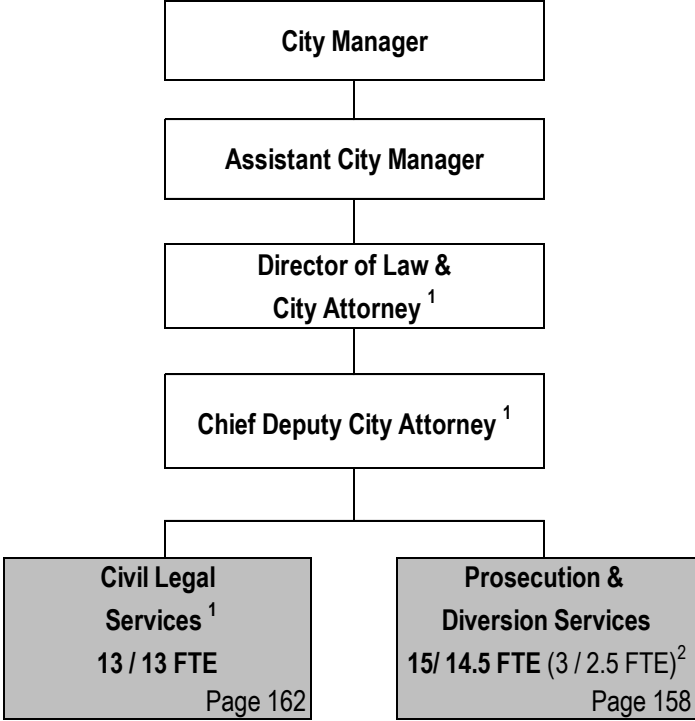 City Manager
Assistant City Manager
Director of Law &
City Attorney ¹
Chief Deputy City Attorney ¹
Civil Legal
Services ¹
13 / 13 FTE
Page 162
Prosecution &
Diversion Services
15/ 14.5 FTE (3 / 2.5 FTE)²
Page 158